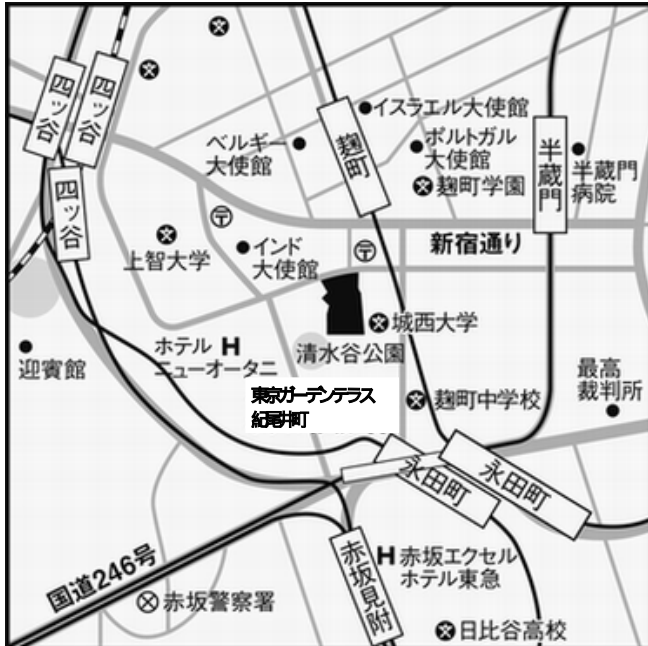 四ッ谷
四ッ谷
四ッ谷
麹町
イスラエル大使館
ベルギー
大使館
ポルトガル
大使館
麹町学園
半蔵門
半蔵門
病院
上智大学
インド
大使館
新宿通り
城西大学
清水谷公園
迎賓館
ホテル H
ニューオータニ
東京ガーデンテラス
紀尾井町
麹町中学校
最高
裁判所
永田町
永田町
国道246号
赤坂警察署
赤坂見附
H 赤坂エクセル
ホテル東急
日比谷高校